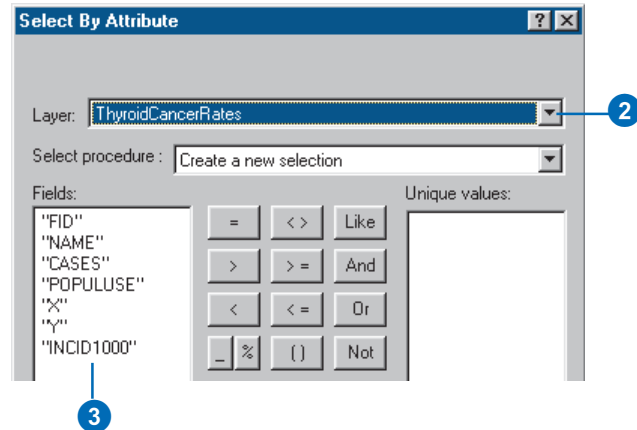 Select By Attribute ? ×
Layer: ThyroidCancerRates
2
Select procedure : Create a new selection
Fields:
Unique values:
"FID"
"NAME"
"CASES"
"POPULUSE"
"X"
"Y"
"INCID1000"
= < > Like
> > = And
< < = Or
_ % ( ) Not
3